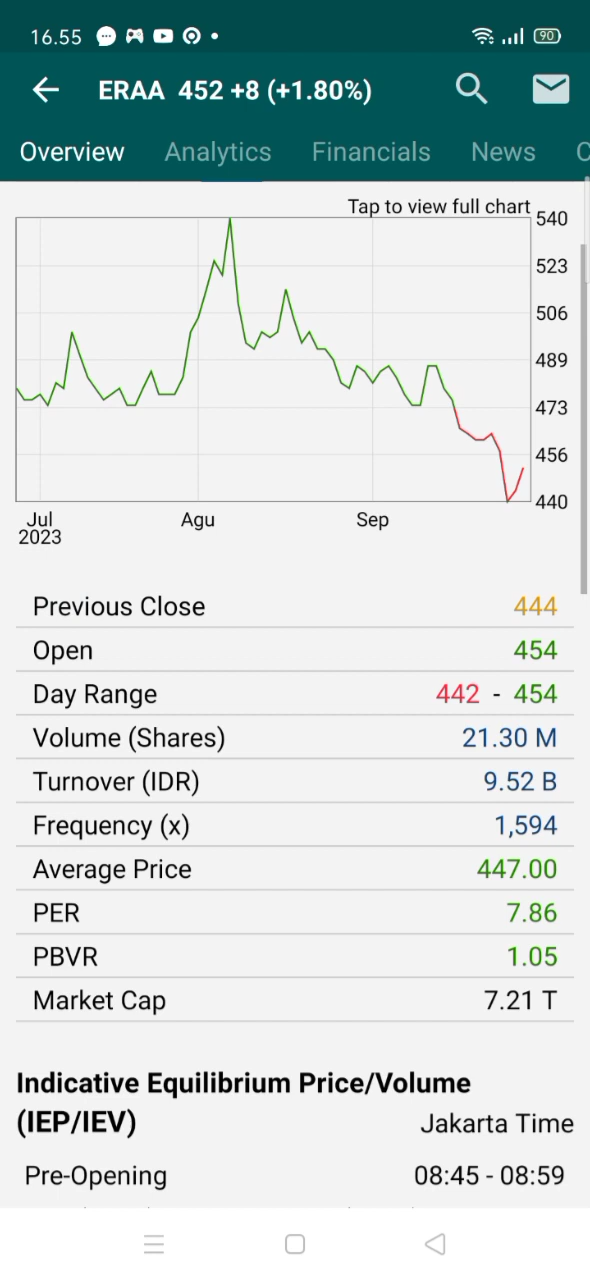 16.55
90
ERAA 452 +8 (+1.80%)
Overview Analytics Financials News C
Tap to view full chart
540
523
506
489
473
456
440
Jul Agu Sep
2023
Previous Close 444
Open 454
Day Range 442 - 454
Volume (Shares) 21.30 M
Turnover (IDR) 9.52 B
Frequency (x) 1,594
Average Price 447.00
PER 7.86
PBVR 1.05
Market Cap 7.21 T
Indicative Equilibrium Price/Volume
(IEP/IEV) Jakarta Time
Pre-Opening 08:45 - 08:59